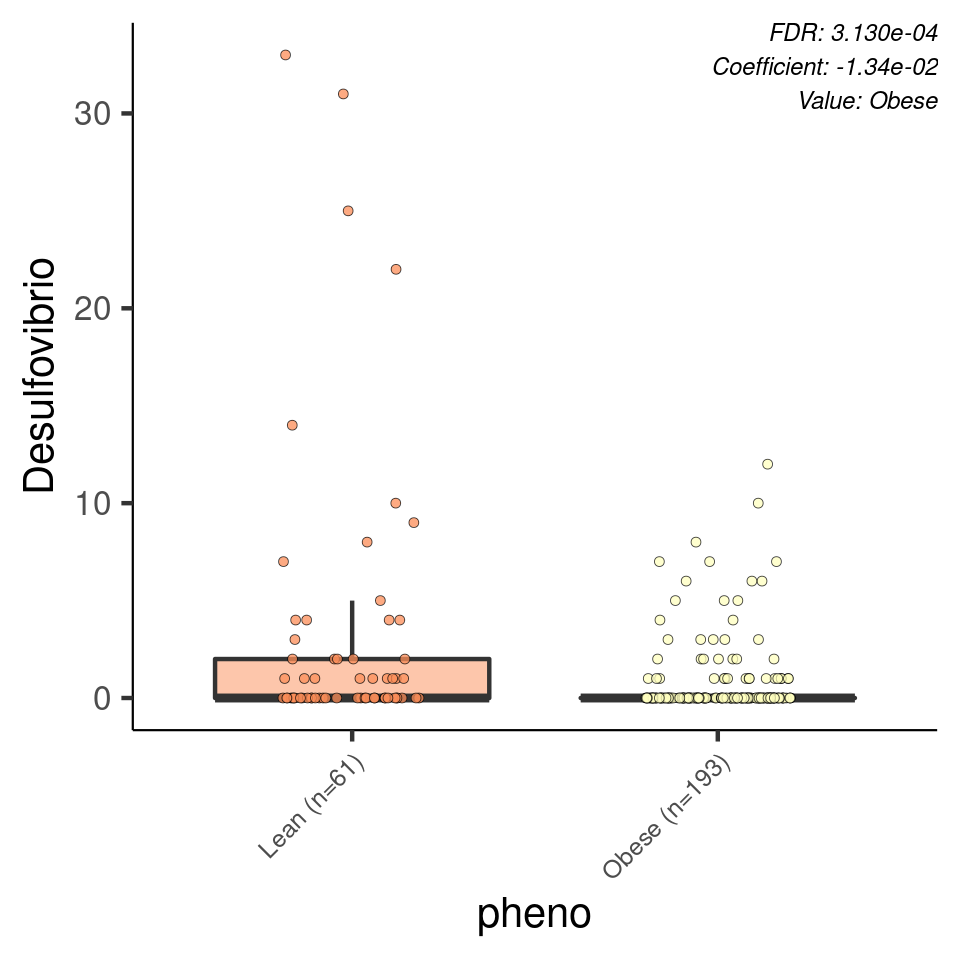 FDR: 3.130e-04
Coefficient: -1.34e-02
Value: Obese
Desulfovibrio
30
20
10
0
Lean (n=61)
Obese (n=193)
pheno